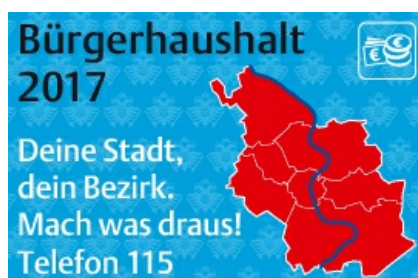 Bürgerhaushalt
2017
Deine Stadt,
dein Bezirk.
Mach was draus!
Telefon 115